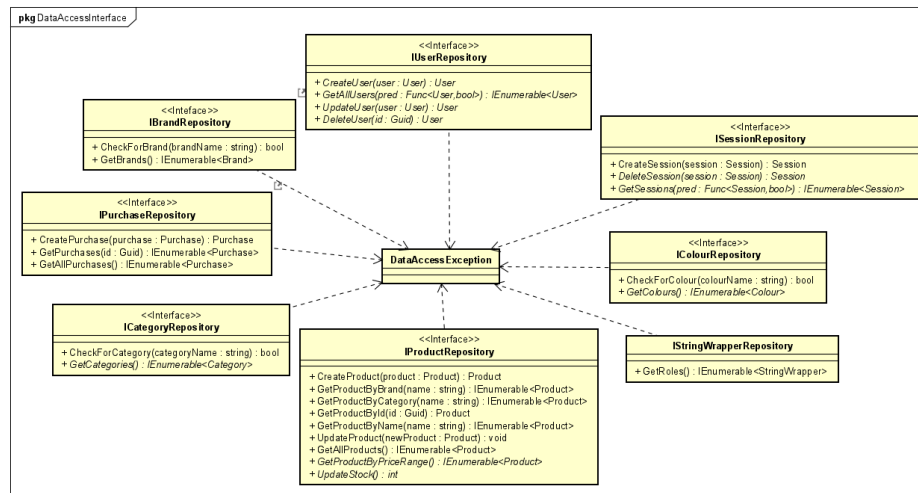 pkg DataAccessInterface
<<Interface>>
IUserRepository
+ CreateUser(user : User) : User
+ GetAllUsers(pred : Func<User,bool>) : IEnumerable<User>
+ UpdateUser(user : User) : User
+ DeleteUser(id : Guid) : User
<<Inteface>>
IBrandRepository
+ CheckForBrand(brandName : string) : bool
+ GetBrands() : IEnumerable<Brand>
<<Interface>>
ISessionRepository
+ CreateSession(session : Session) : Session
+ DeleteSession(session : Session) : Session
+ GetSessions(pred : Func<Session,bool>) : IEnumerable<Session>
<<Interface>>
IPurchaseRepository
+ CreatePurchase(purchase : Purchase) : Purchase
+ GetPurchases(id : Guid) : IEnumerable<Purchase>
+ GetAllPurchases() : IEnumerable<Purchase>
DataAccessException
<<Interface>>
IColourRepository
+ CheckForColour(colourName : string) : bool
+ GetColours() : IEnumerable<Colour>
<<Interface>>
ICategoryRepository
+ CheckForCategory(categoryName : string) : bool
+ GetCategories() : IEnumerable<Category>
<<Interface>>
IProductRepository
+ CreateProduct(product : Product) : Product
+ GetProductByBrand(name : string) : IEnumerable<Product>
+ GetProductByCategory(name : string) : IEnumerable<Product>
+ GetProductById(id : Guid) : Product
+ GetProductByName(name : string) : IEnumerable<Product>
+ UpdateProduct(newProduct : Product) : void
+ GetAllProducts() : IEnumerable<Product>
+ GetProductByPriceRange() : IEnumerable<Product>
+ UpdateStock() : int
IStringWrapperRepository
+ GetRoles() : IEnumerable<StringWrapper>